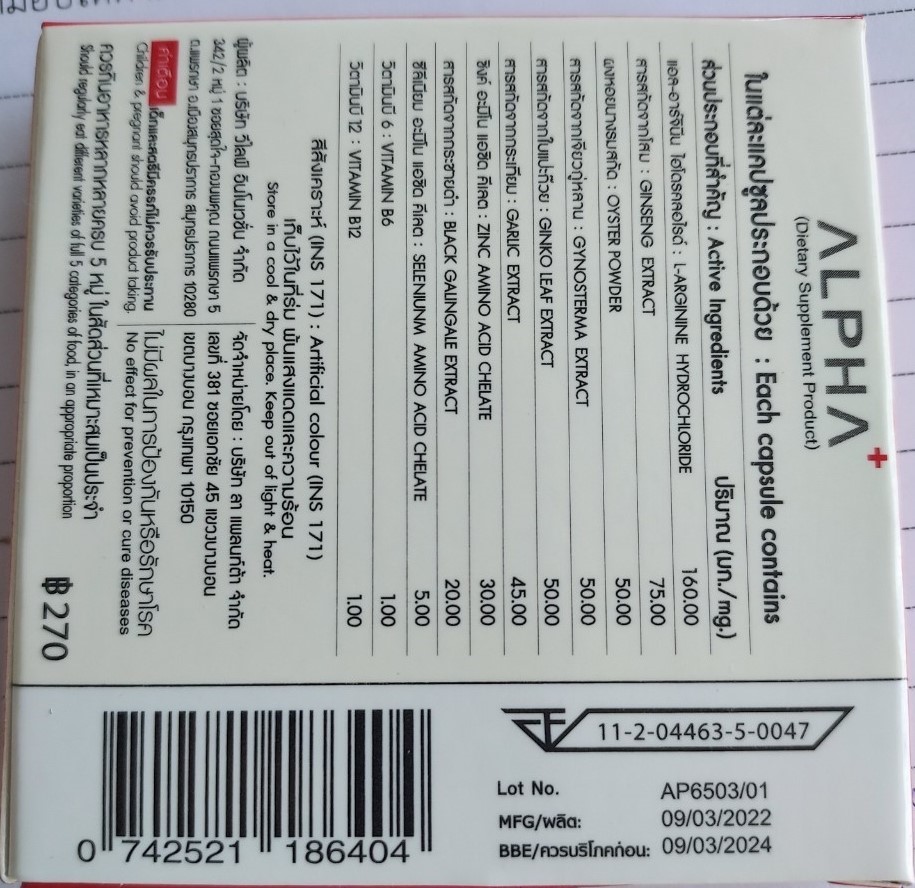 ALPHA+
(Dietary Supplement Product)
ในแต่ละแคปซูลประกอบด้วย : Each capsule contains
ส่วนประกอบที่สำคัญ : Active Ingredients ปริมาณ (มก./mg.)
แอล-อาร์จินีน ไฮโดรคลอไรด์ : L-ARGININE HYDROCHLORIDE 160.00
สารสกัดจากโสม : GINSENG EXTRACT 75.00
ผงหอยนางรมสกัด : OYSTER POWDER 50.00
สารสกัดจากเจียวกู่หลาน : GYNOSTERMA EXTRACT 50.00
สารสกัดจากใบแปะก๊วย : GINKO LEAF EXTRACT 50.00
สารสกัดจากกระเทียม : GARLIC EXTRACT 45.00
ซิงค์ อะมิโน แอซิด คีเลต : ZINC AMINO ACID CHELATE 30.00
สารสกัดจากกระชายดำ : BLACK GALINGALE EXTRACT 20.00
ซีลีเนียม อะมิโน แอซิด คีเลต : SELENIUNM AMINO ACID CHELATE 5.00
วิตามินบี 6 : VITAMIN B6 1.00
วิตามินบี 12 : VITAMIN B12 1.00
สีสังเคราะห์ (INS 171) : Artificial colour (INS 171)
เก็บไว้ในที่ร่ม พ้นแสงแดดและความร้อน
Store in a cool & dry place. Keep out of light & heat.
ผู้ผลิต : บริษัท วีไลฟ์ อินโนเวชั่น จำกัด
342/2 หมู่ 1 ซอยสุดใจ-ทองนพคุณ ถนนแพรกษา 5
ต.แพรกษา อ.เมืองสมุทรปราการ สมุทรปราการ 10280
จัดจำหน่ายโดย : บริษัท ลา แพลนท์ต้า จำกัด
เลขที่ 381 ซอยเอกชัย 45 แขวงบางบอน
เขตบางบอน กรุงเทพฯ 10150
คำเตือน เด็กและสตรีมีครรภ์ไม่ควรรับประทาน
Children & pregnant should avoid product taking.
ไม่มีผลในการป้องกันหรือรักษาโรค
No effect for prevention or cure diseases
ควรกินอาหารหลากหลายครบ 5 หมู่ ในสัดส่วนที่เหมาะสมเป็นประจำ
Should regularly eat different varieties of full 5 categories of food, in an appropriate proportion
฿ 270
11-2-04463-5-0047
Lot No. AP6503/01
MFG/ผลิต: 09/03/2022
BBE/ควรบริโภคก่อน: 09/03/2024
0 742521 186404